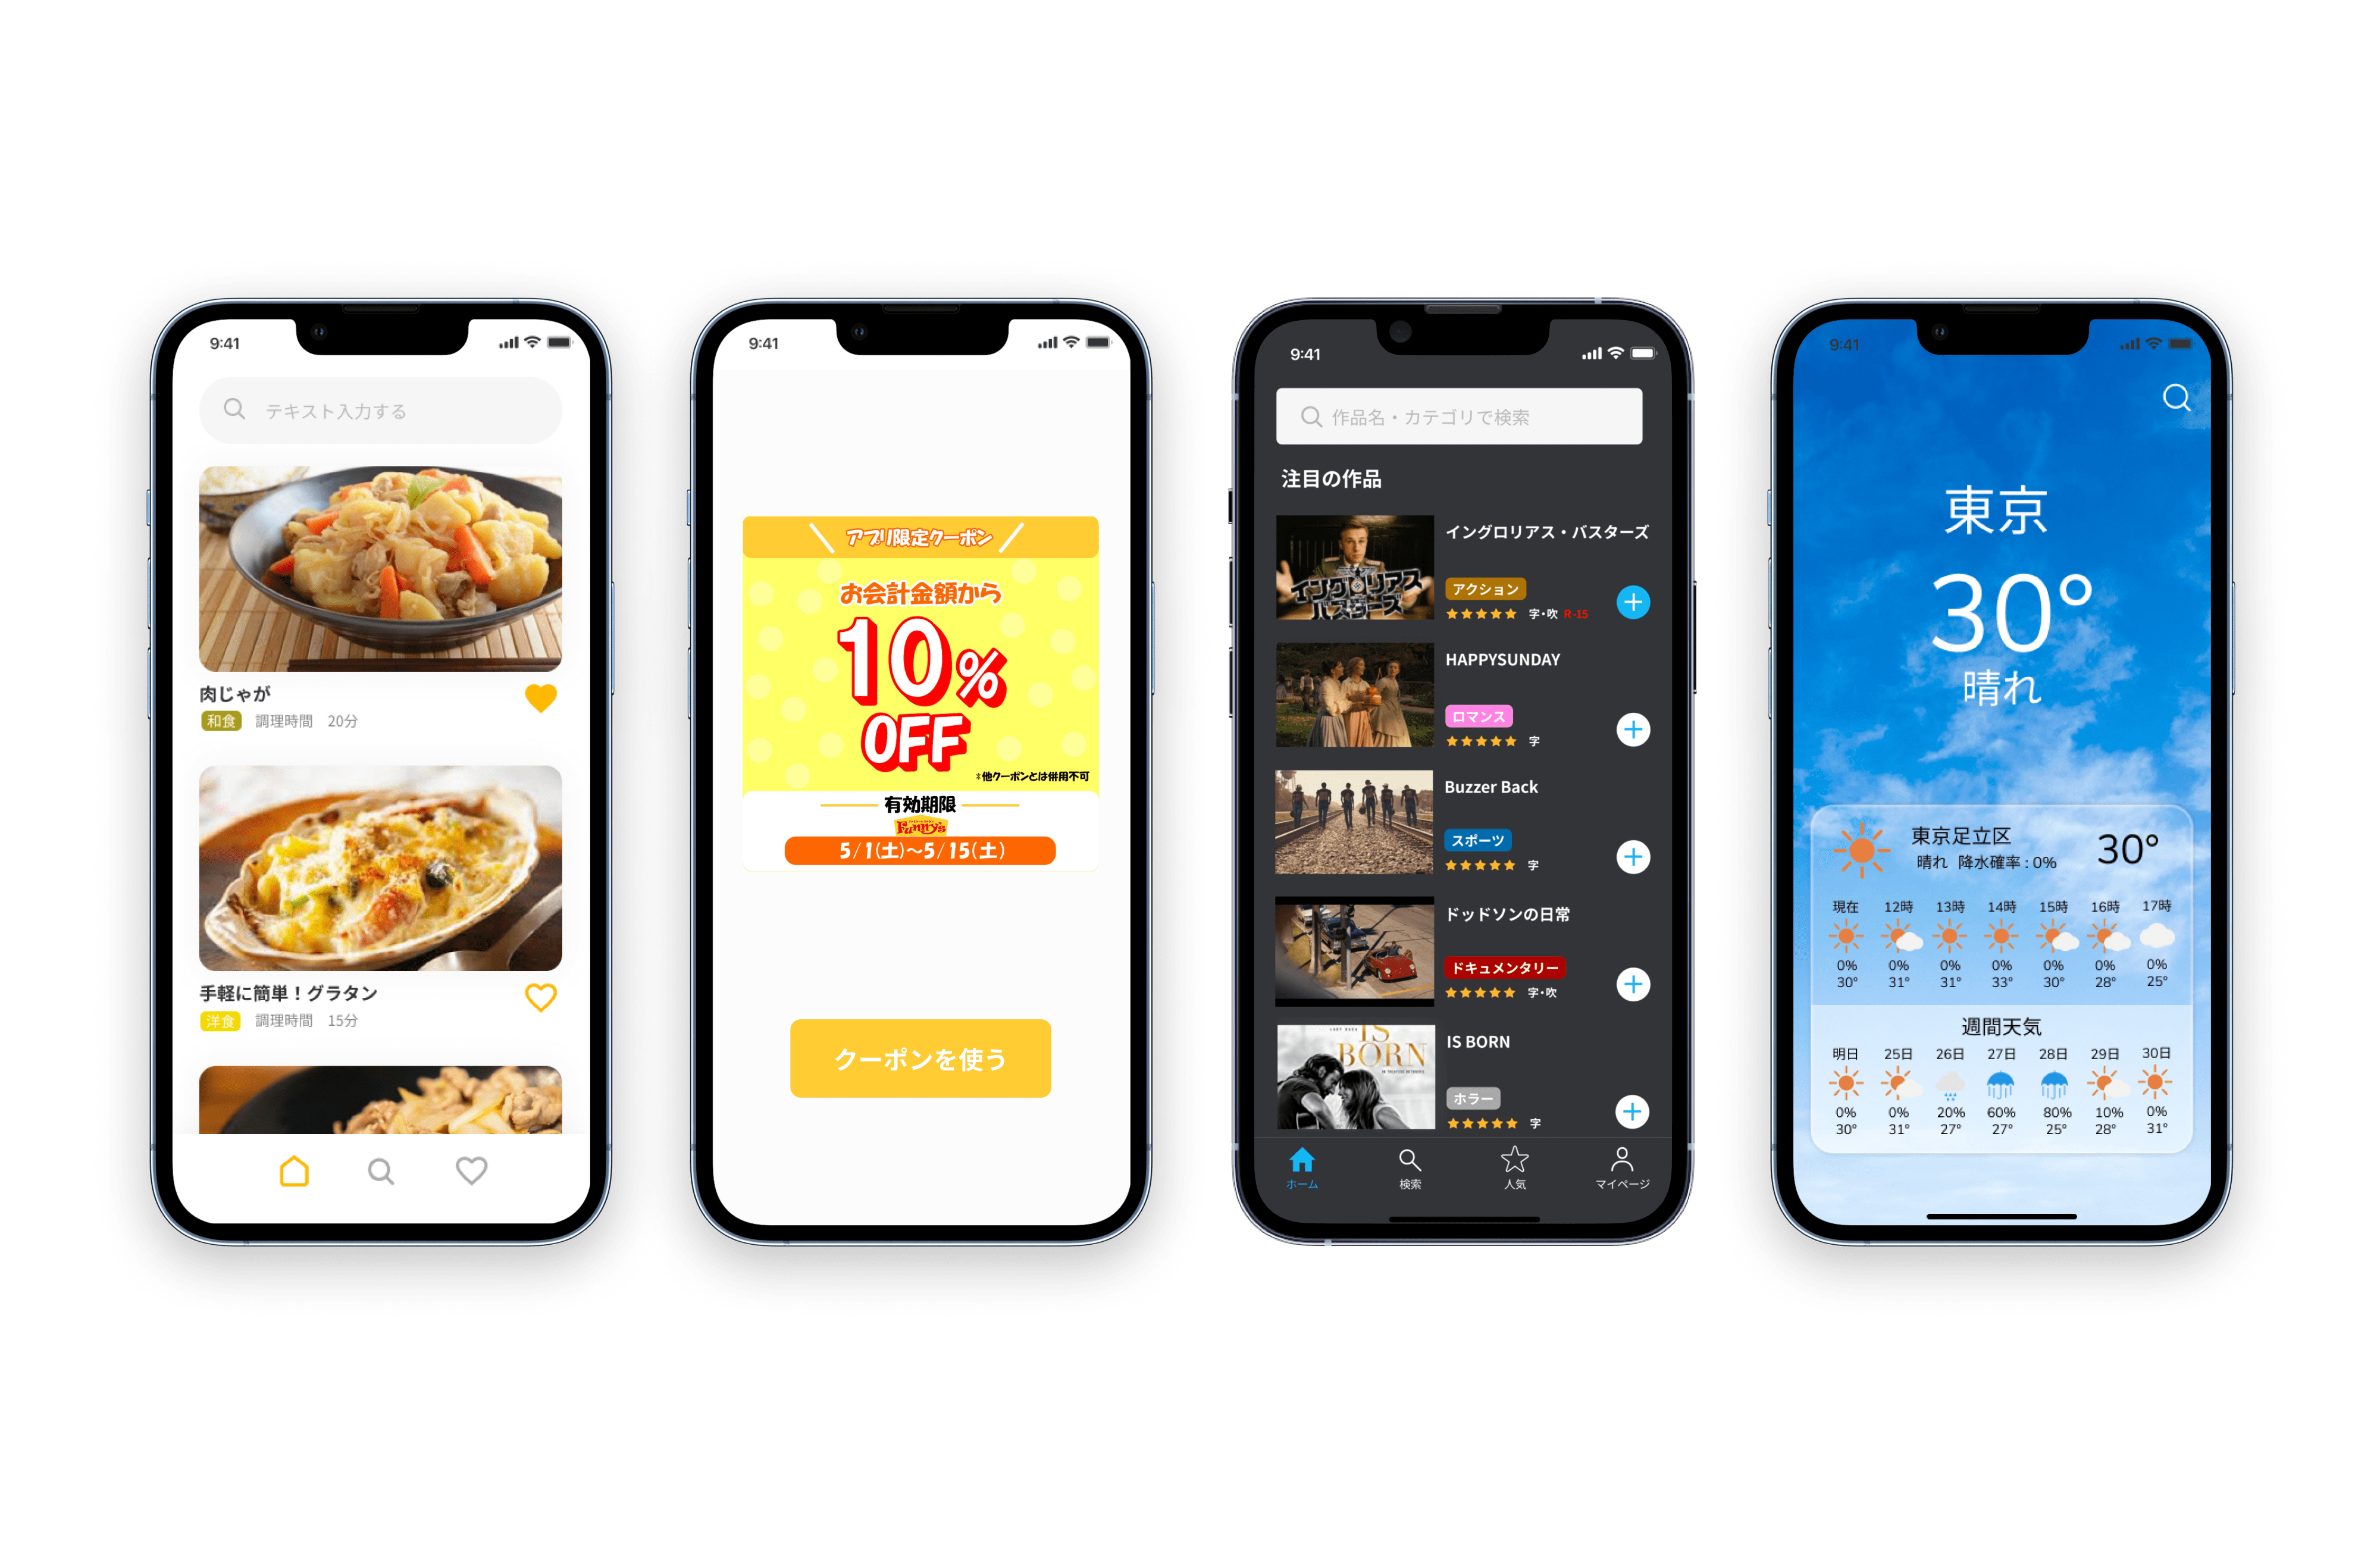 9:41
テキスト入力する
肉じゃが
和食 調理時間 20分
手軽に簡単！グラタン
洋食 調理時間 15分
9:41
アプリ限定クーポン
お会計金額から
10%
OFF
*他クーポンとは併用不可
有効期限
Funny's
5/1(土)～5/15(土)
クーポンを使う
9:41
作品名・カテゴリで検索
注目の作品
イングロリアス・バスターズ
イングロリアス
バスターズ
アクション
字・吹 R-15
HAPPYSUNDAY
ロマンス
字
Buzzer Back
スポーツ
字
ドッドソンの日常
ドキュメンタリー
字・吹
IS
BORN
IS BORN
ホラー
字
ホーム 検索 人気 マイページ
9:41
東京
30°
晴れ
東京足立区
晴れ 降水確率 : 0%
30°
現在 12時 13時 14時 15時 16時 17時
0% 0% 0% 0% 0% 0% 0%
30° 31° 31° 33° 30° 28° 25°
週間天気
明日 25日 26日 27日 28日 29日 30日
0% 0% 20% 60% 80% 10% 0%
30° 31° 27° 27° 25° 28° 31°